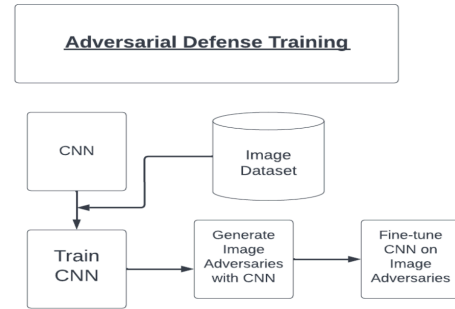 Adversarial Defense Training
CNN
Image
Dataset
Train
CNN
Generate
Image
Adversaries
with CNN
Fine-tune
CNN on
Image
Adversaries